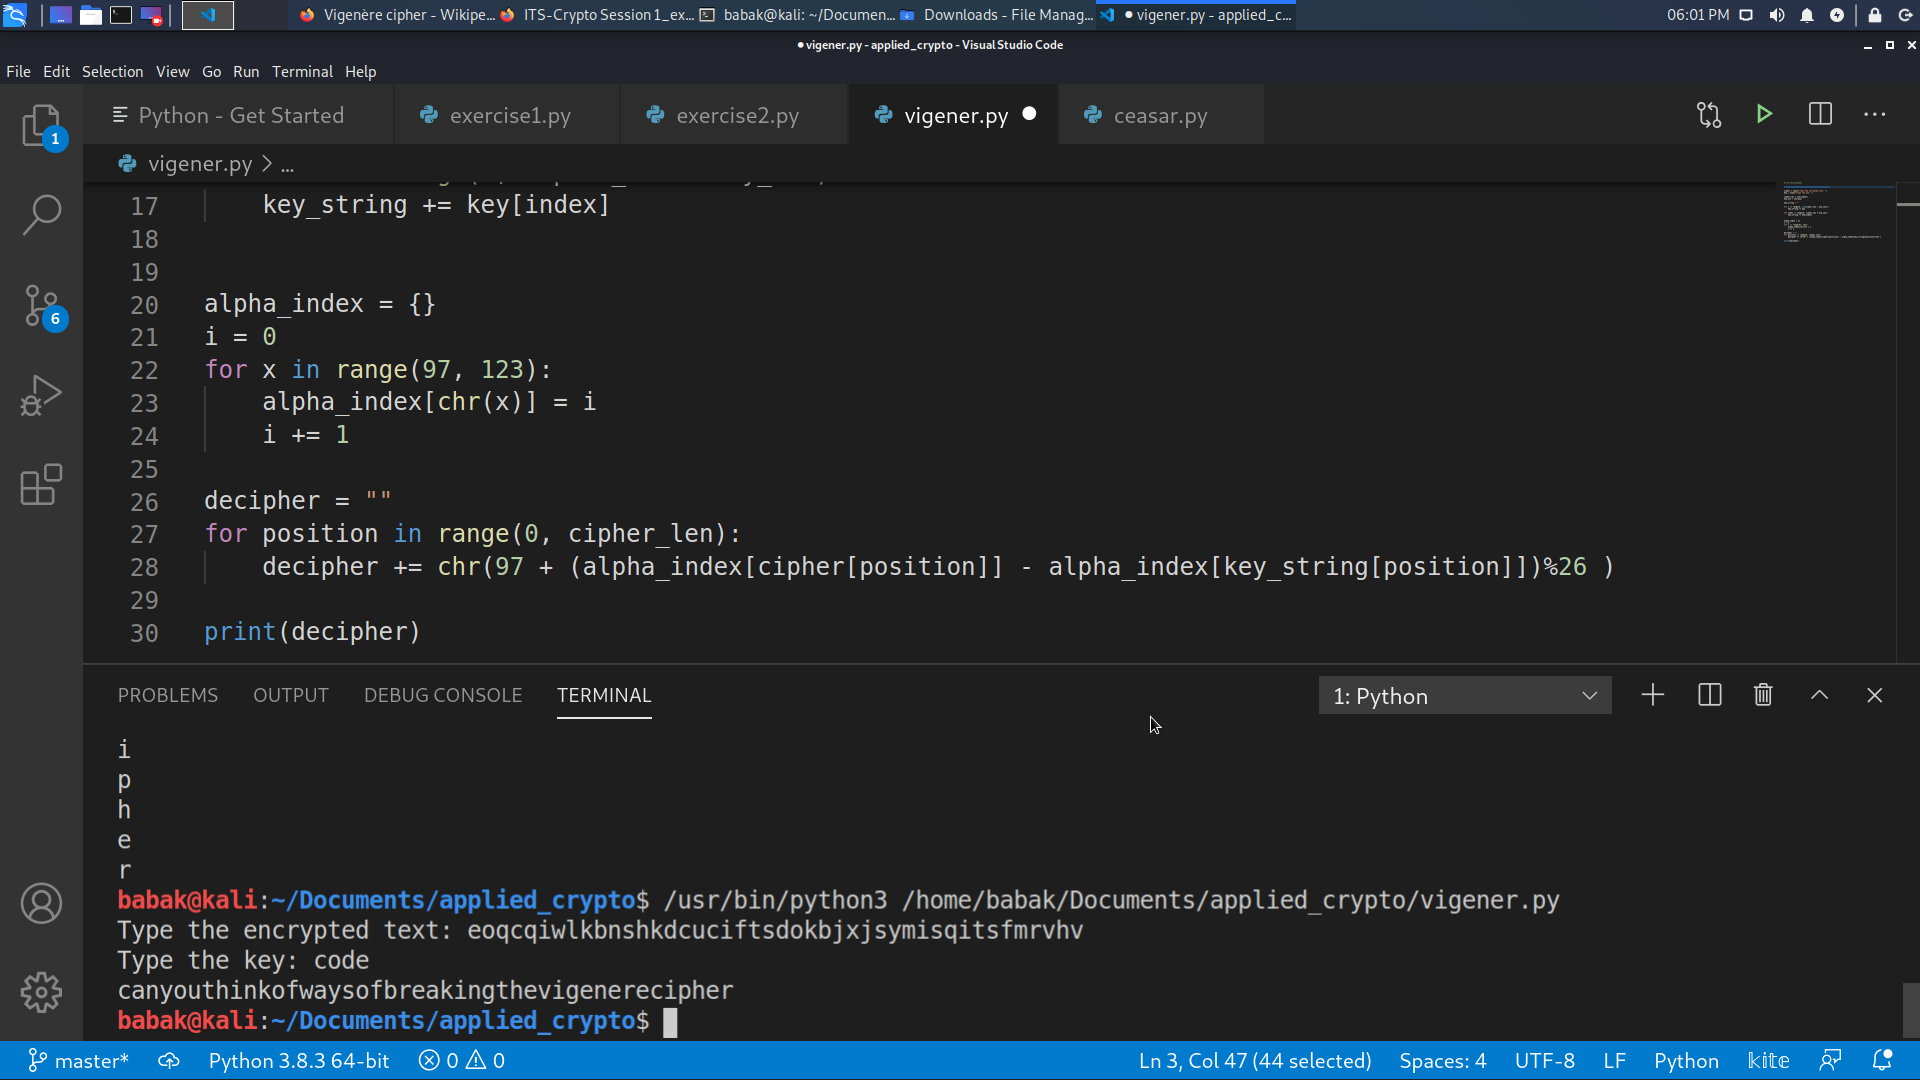 Vigenère cipher - Wikipe... ITS-Crypto Session 1_ex... babak@kali: ~/Documen... Downloads - File Manag... ● vigener.py - applied_c... 06:01 PM
● vigener.py - applied_crypto - Visual Studio Code
File Edit Selection View Go Run Terminal Help
Python - Get Started exercise1.py exercise2.py vigener.py ● ceasar.py ...
1
vigener.py > ...
17 key_string += key[index]
18
19
20 alpha_index = {}
21 i = 0
6
22 for x in range(97, 123):
23 alpha_index[chr(x)] = i
24 i += 1
25
26 decipher = ""
27 for position in range(0, cipher_len):
28 decipher += chr(97 + (alpha_index[cipher[position]] - alpha_index[key_string[position]])%26 )
29
30 print(decipher)
PROBLEMS OUTPUT DEBUG CONSOLE TERMINAL 1: Python
i
p
h
e
r
babak@kali:~/Documents/applied_crypto$ /usr/bin/python3 /home/babak/Documents/applied_crypto/vigener.py
Type the encrypted text: eoqcqiwlkbnshkdcuciftsdokbjxjsymisqitsfmrvhv
Type the key: code
canyouthinkofwaysofbreakingthevigenerecipher
babak@kali:~/Documents/applied_crypto$
master* Python 3.8.3 64-bit 0 0 Ln 3, Col 47 (44 selected) Spaces: 4 UTF-8 LF Python kite